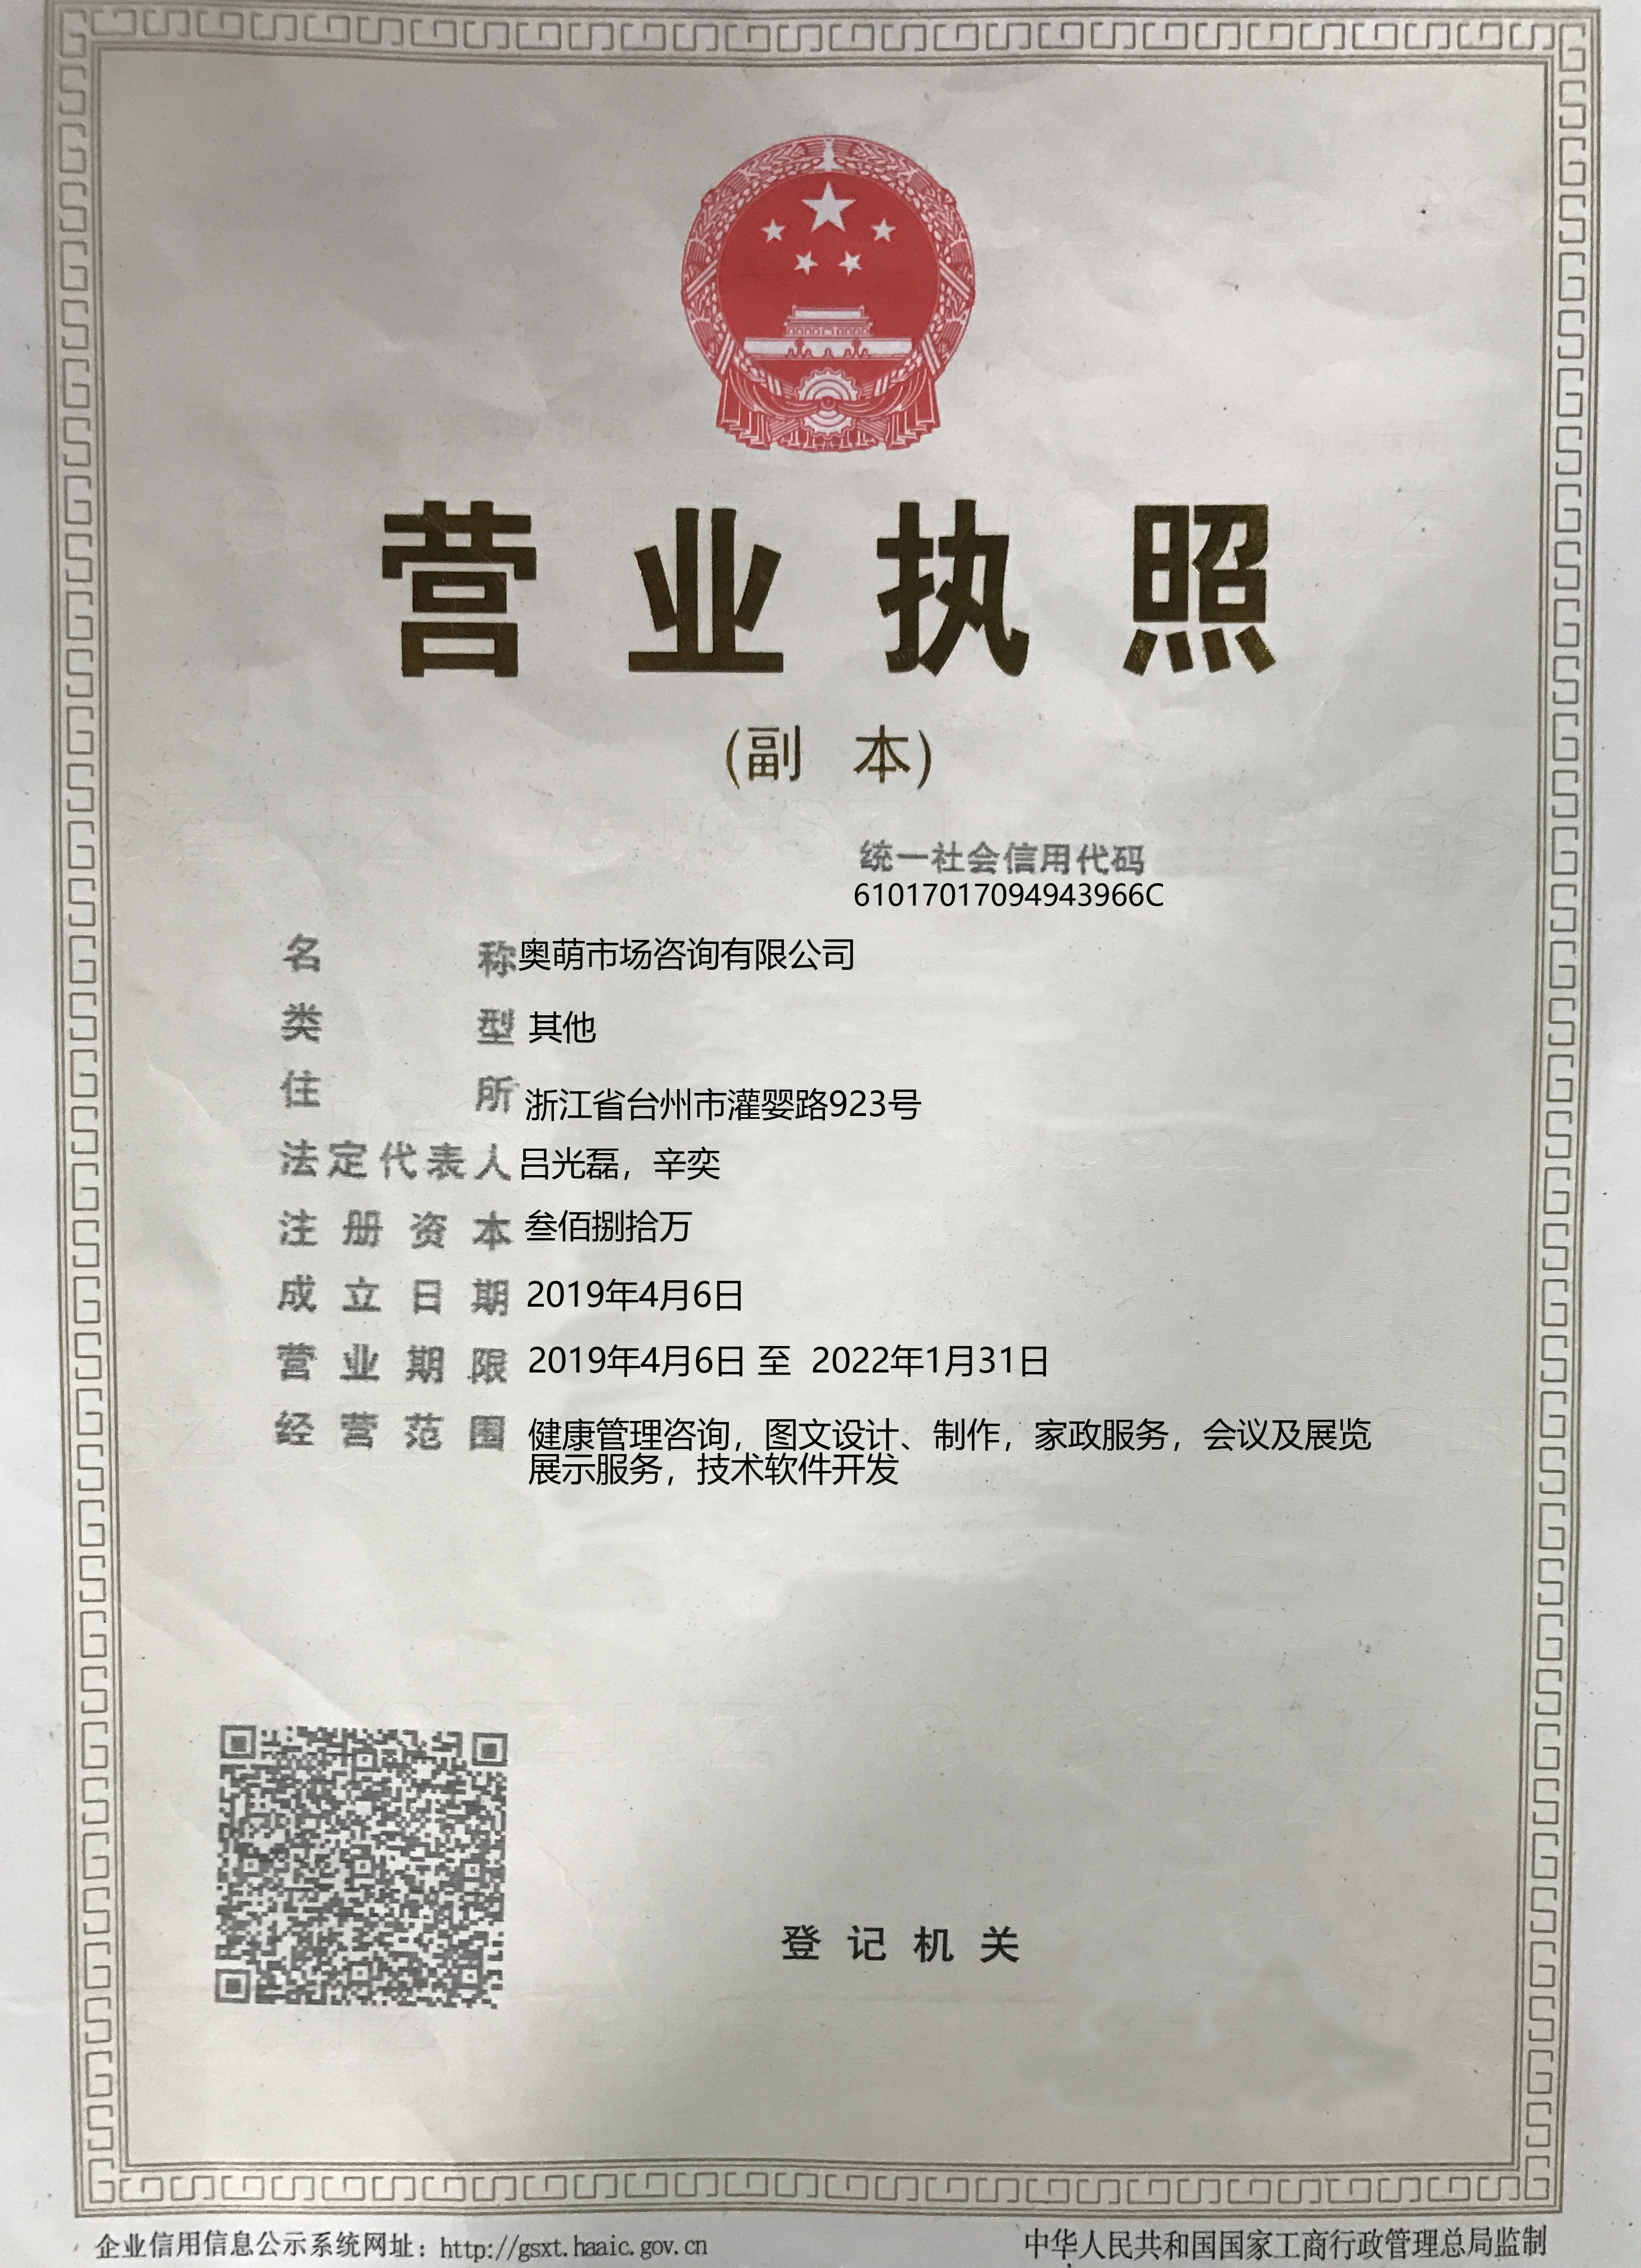 营业执照
(副 本)
统一社会信用代码
61017017094943966C
名 称 奥萌市场咨询有限公司
类 型 其他
住 所 浙江省台州市灌婴路923号
法定代表人 吕光磊，辛奕
注 册 资 本 叁佰捌拾万
成 立 日 期 2019年4月6日
营 业 期 限 2019年4月6日 至 2022年1月31日
经 营 范 围 健康管理咨询，图文设计、制作，家政服务，会议及展览
展示服务，技术软件开发
登 记 机 关
企业信用信息公示系统网址：http://gsxt.haaic.gov.cn
中华人民共和国国家工商行政管理总局监制